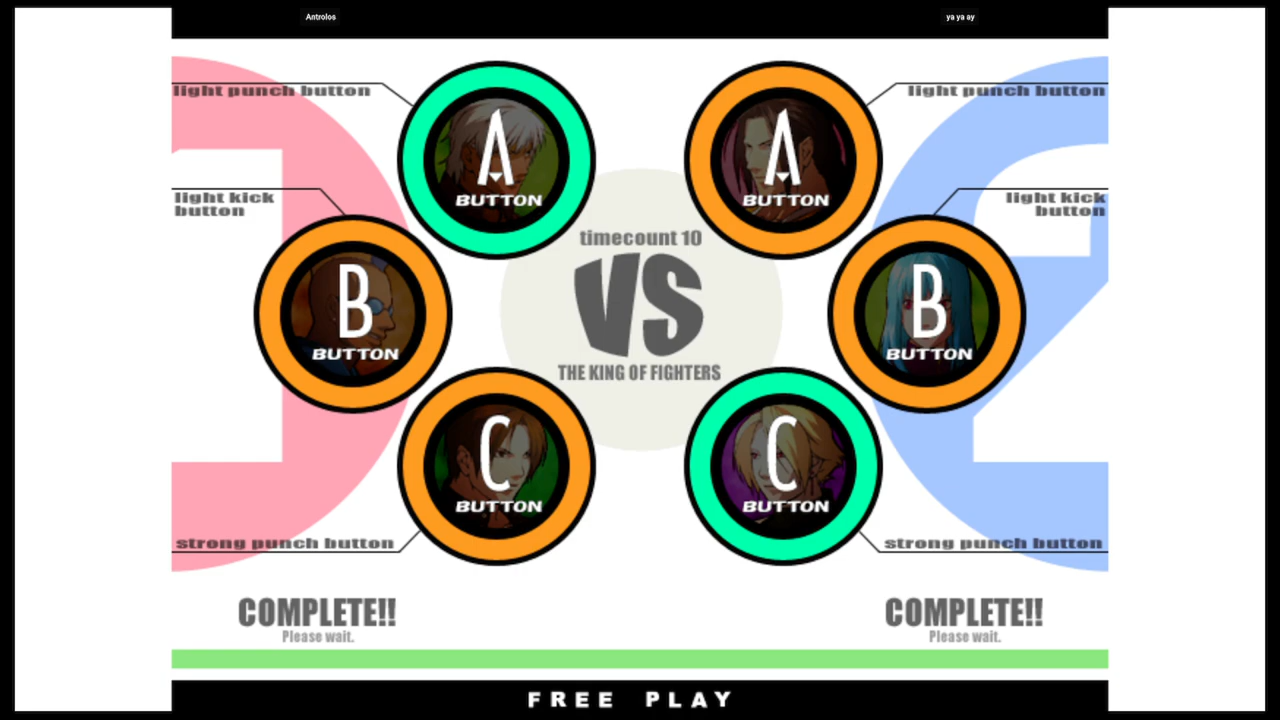 Antrolos
ya ya ay
light punch button
A
BUTTON
A
BUTTON
light punch button
light kick
button
B
BUTTON
timecount 10
VS
THE KING OF FIGHTERS
light kick
button
B
BUTTON
C
BUTTON
C
BUTTON
strong punch button
strong punch button
COMPLETE!!
Please wait.
COMPLETE!!
Please wait.
FREE PLAY